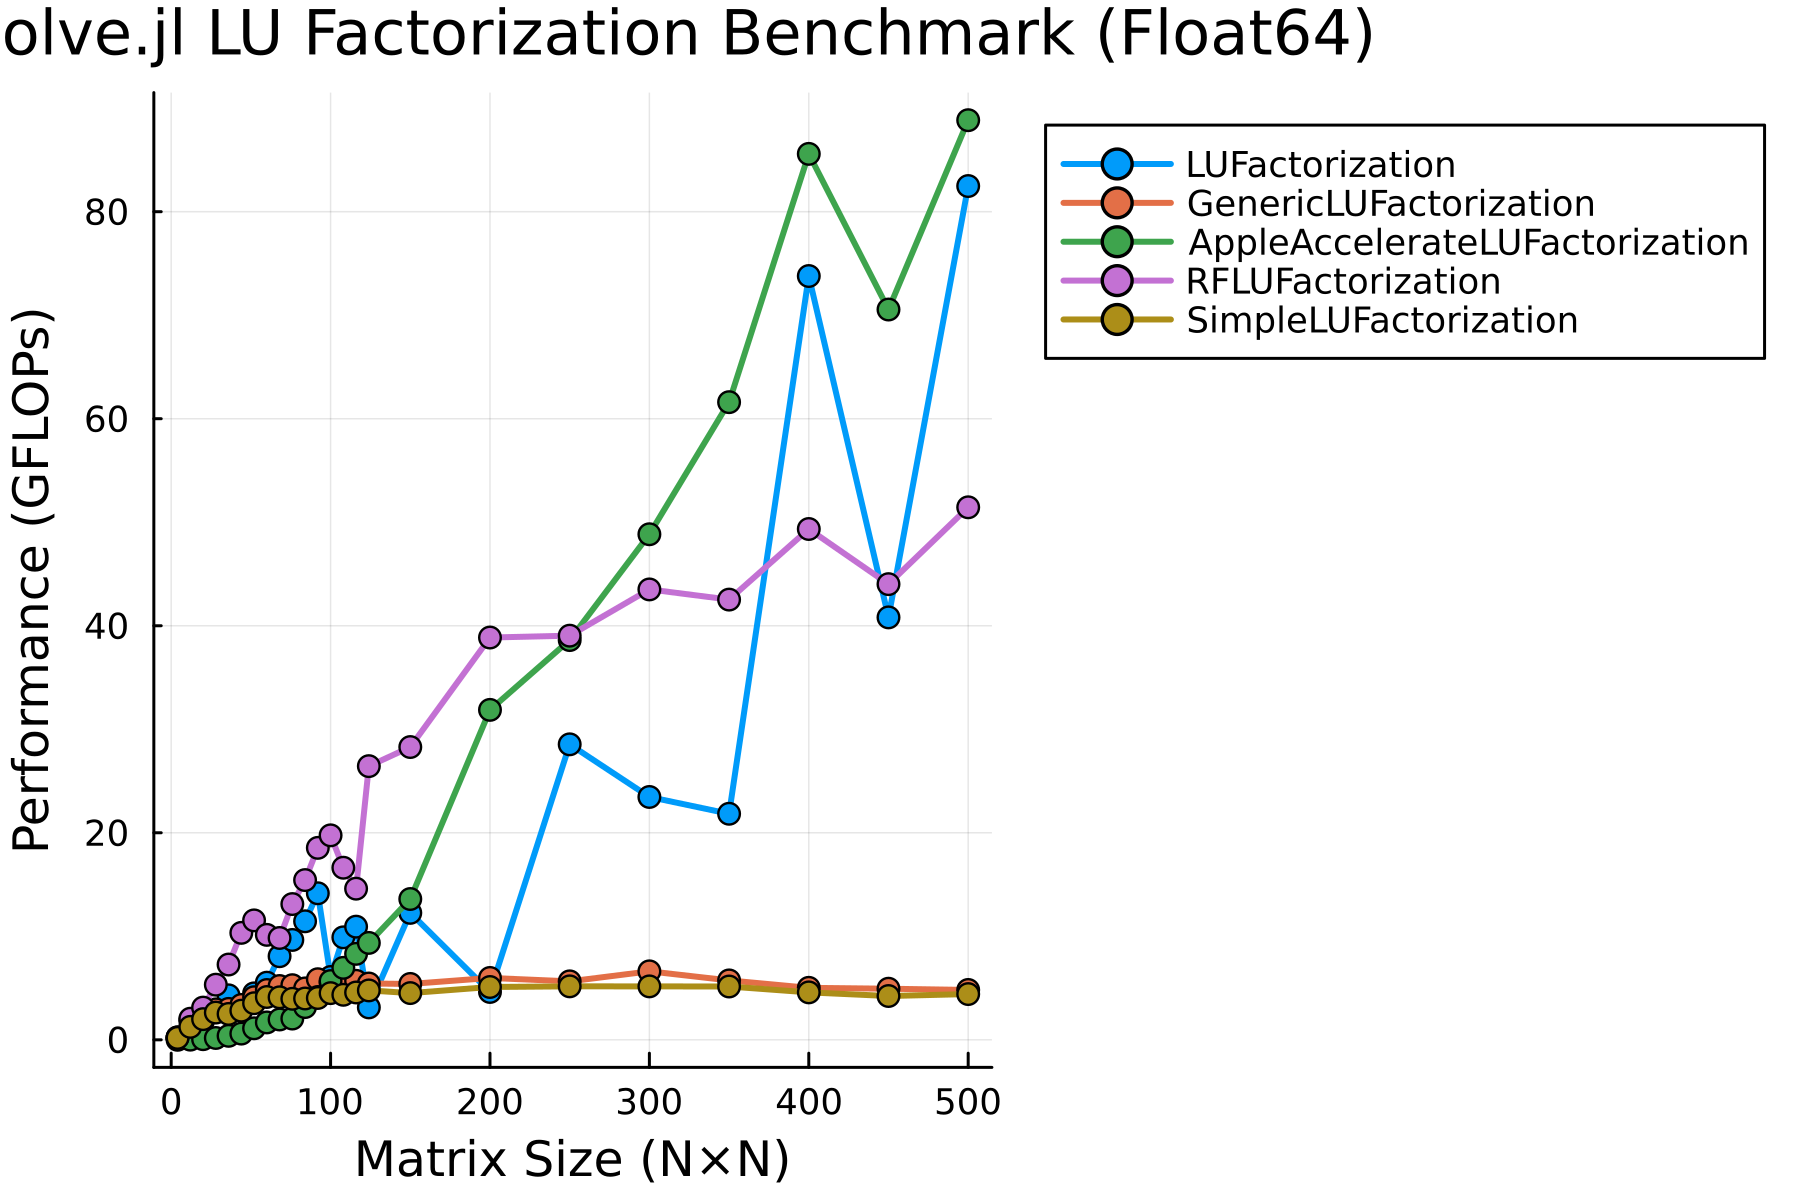 olve.jl LU Factorization Benchmark (Float64)
Performance (GFLOPs)
80
60
40
20
0
0 100 200 300 400 500
Matrix Size (N×N)
LUFactorization
GenericLUFactorization
AppleAccelerateLUFactorization
RFLUFactorization
SimpleLUFactorization